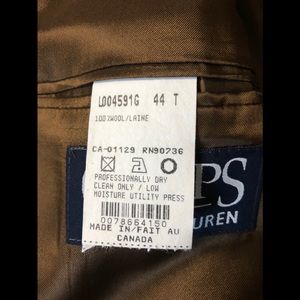 L004591G 44 T
100%WOOL/LAINE
CA-01129 RN90736
PROFESSIONALLY DRY
CLEAN ONLY / LOW
MOISTURE UTILITY PRESS
0078664150
MADE IN/FAIT AU
CANADA
PS
UREN